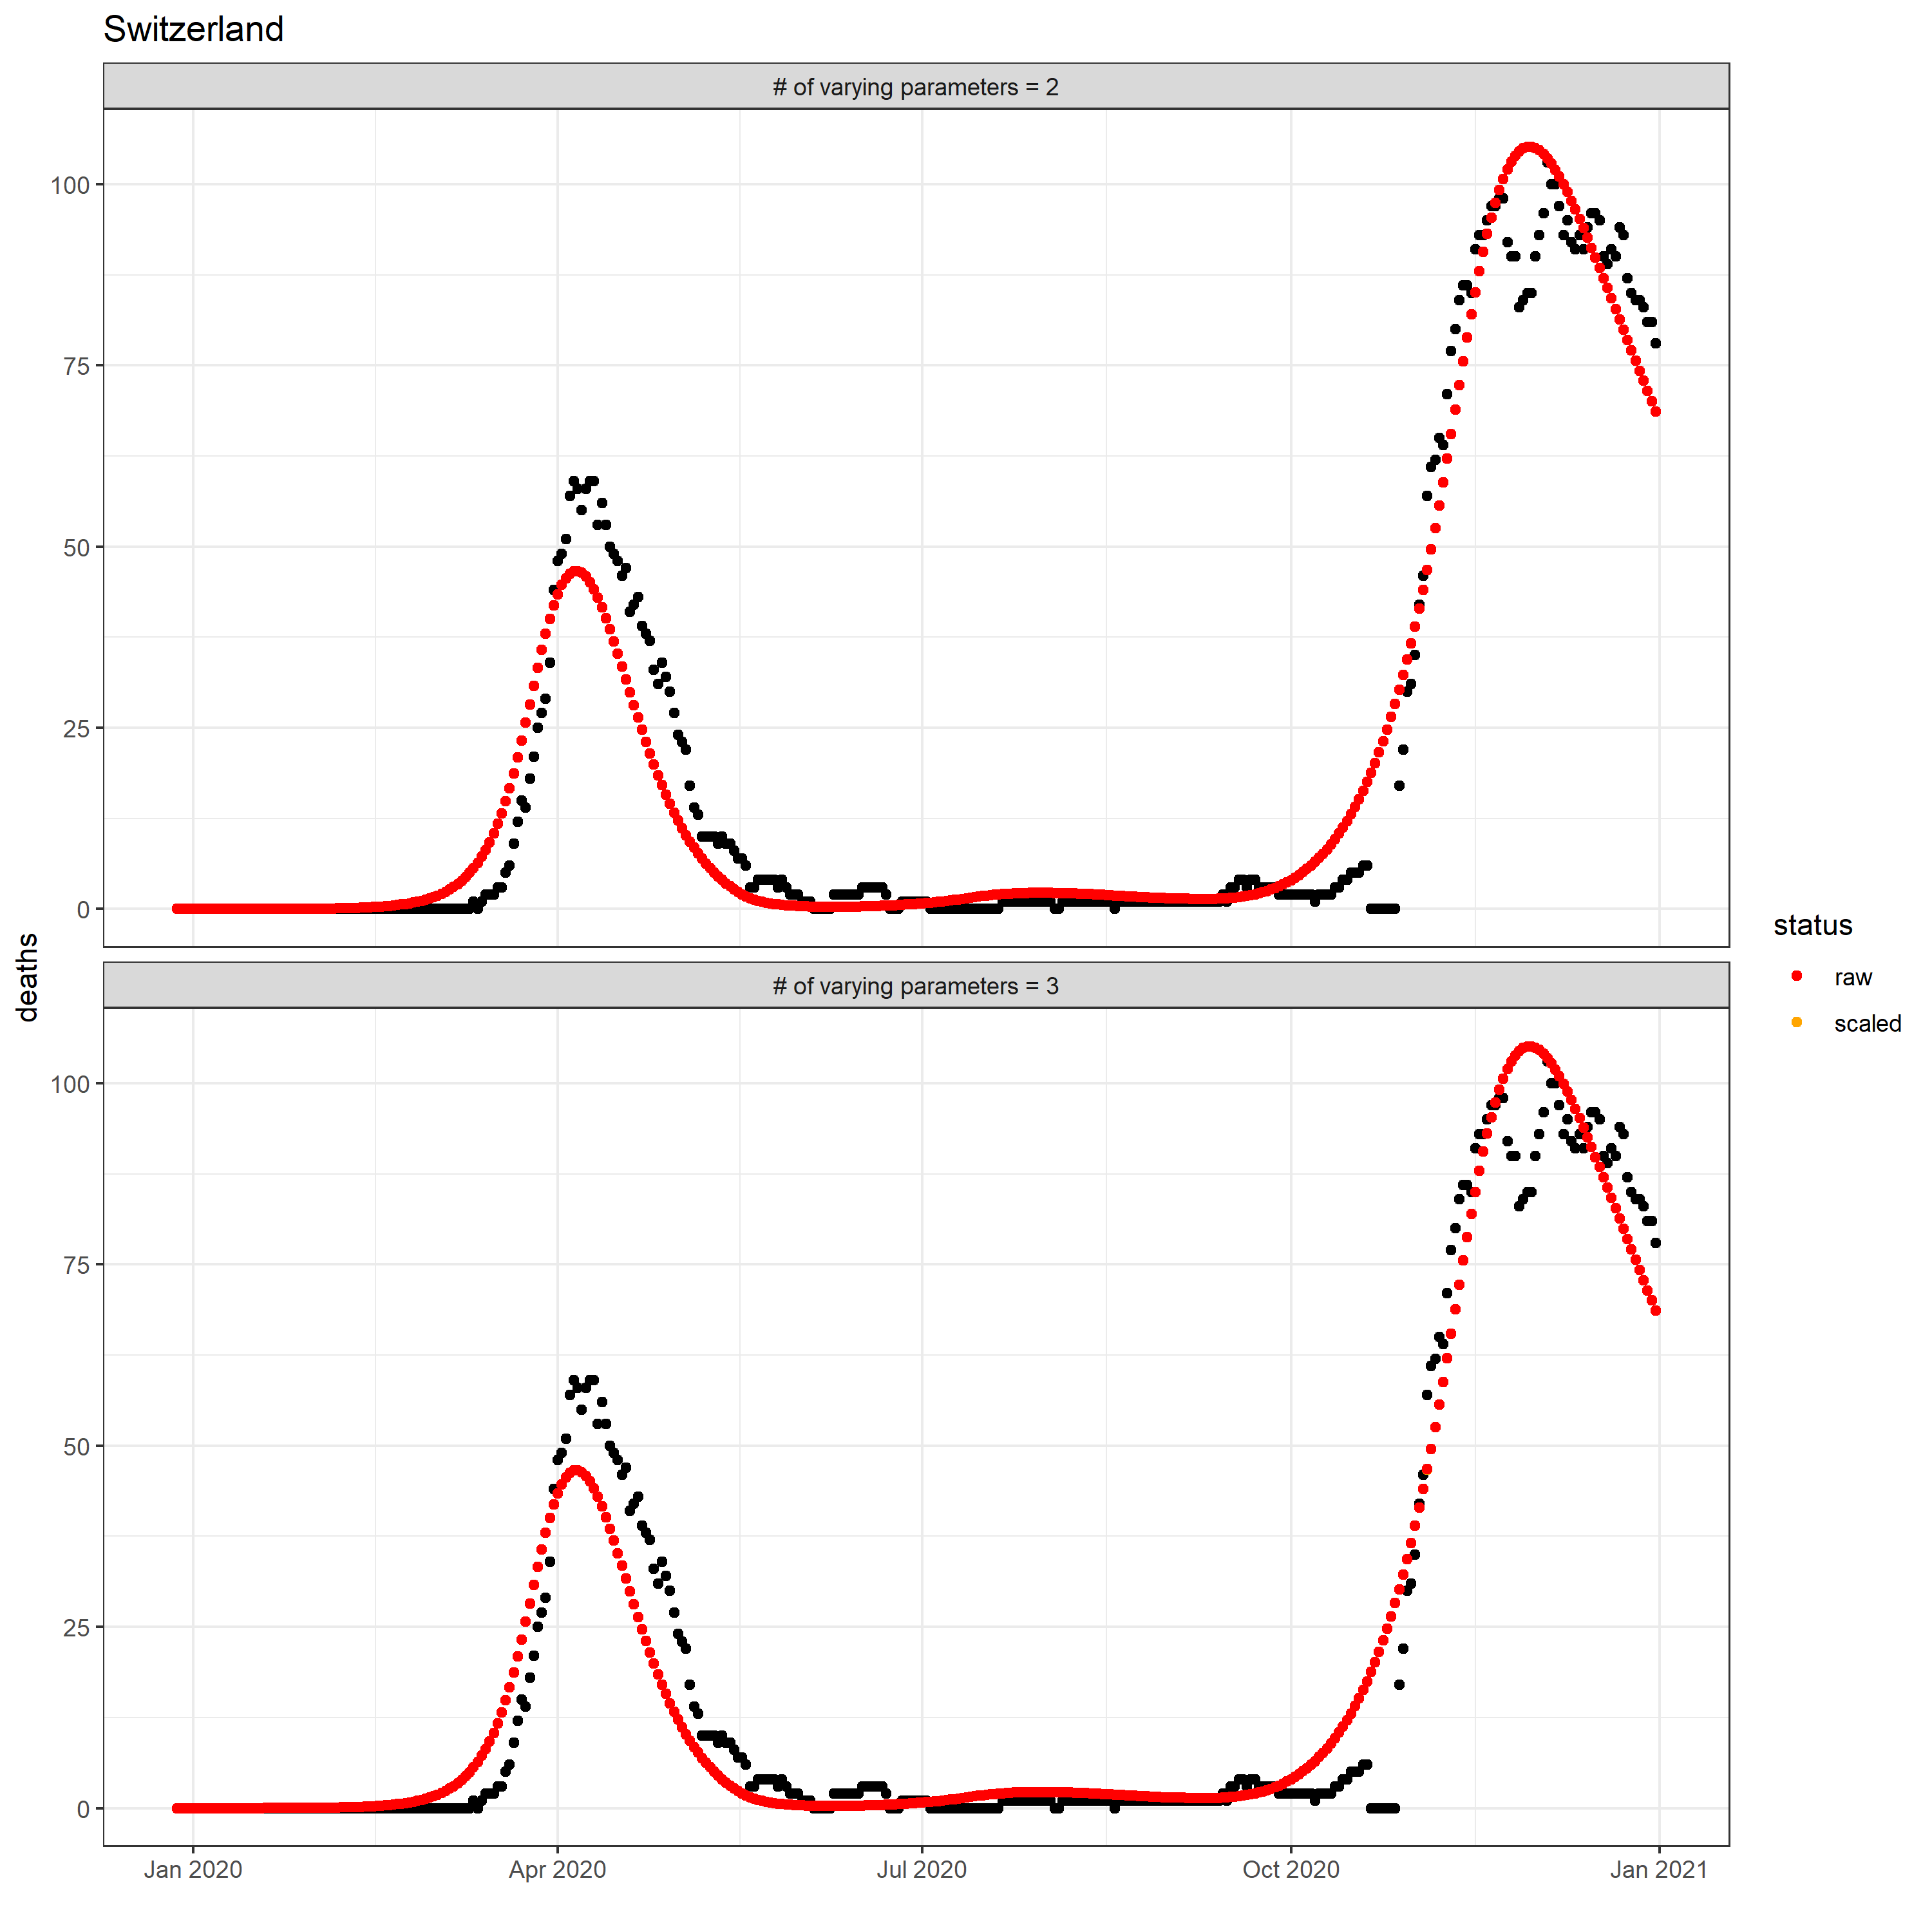 Switzerland
# of varying parameters = 2
100
75
50
25
0
deaths
# of varying parameters = 3
100
75
50
25
0
Jan 2020 Apr 2020 Jul 2020 Oct 2020 Jan 2021
status
raw
scaled